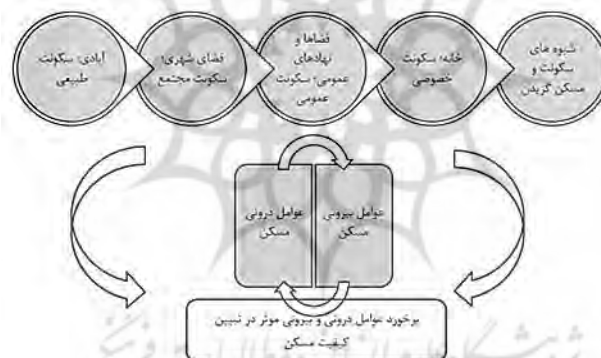 شیوه های
سکونت و
مسکن گزیدن
خانه؛ سکونت
خصوصی
فضاها و
نهادهای
عمومی؛ سکونت
عمومی
فضای شهری؛
سکونت مجتمع
آبادی؛ سکونت
طبیعی
عوامل بیرونی
مسکن
عوامل درونی
مسکن
برخورد عوامل درونی و بیرونی موثر در تبیین
کیفیت مسکن